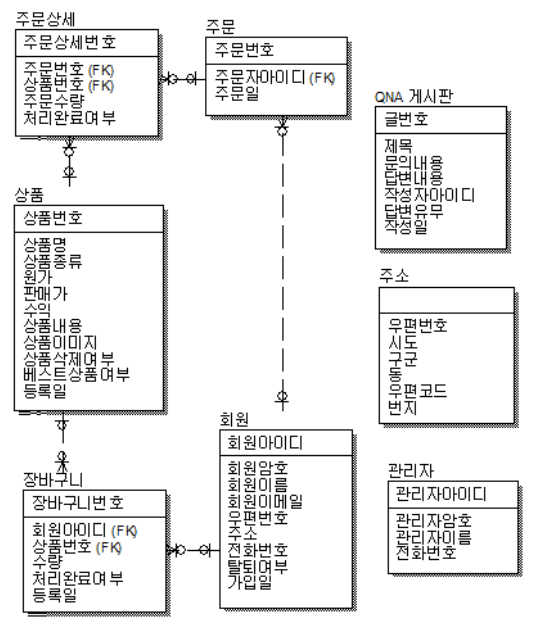 주문상세
주문상세번호
주문번호 (FK)
상품번호 (FK)
주문수량
처리완료여부
주문
주문번호
주문자아이디 (FK)
주문일
QNA 게시판
글번호
제목
문의내용
답변내용
작성자아이디
답변유무
작성일
상품
상품번호
상품명
상품종류
원가
판매가
수익
상품내용
상품이미지
상품삭제여부
베스트상품여부
등록일
주소
우편번호
시도
구군
동
우편코드
번지
장바구니
장바구니번호
회원아이디 (FK)
상품번호 (FK)
수량
처리완료여부
등록일
회원
회원아이디
회원암호
회원이름
회원이메일
우편번호
주소
전화번호
탈퇴여부
가입일
관리자
관리자아이디
관리자암호
관리자이름
전화번호